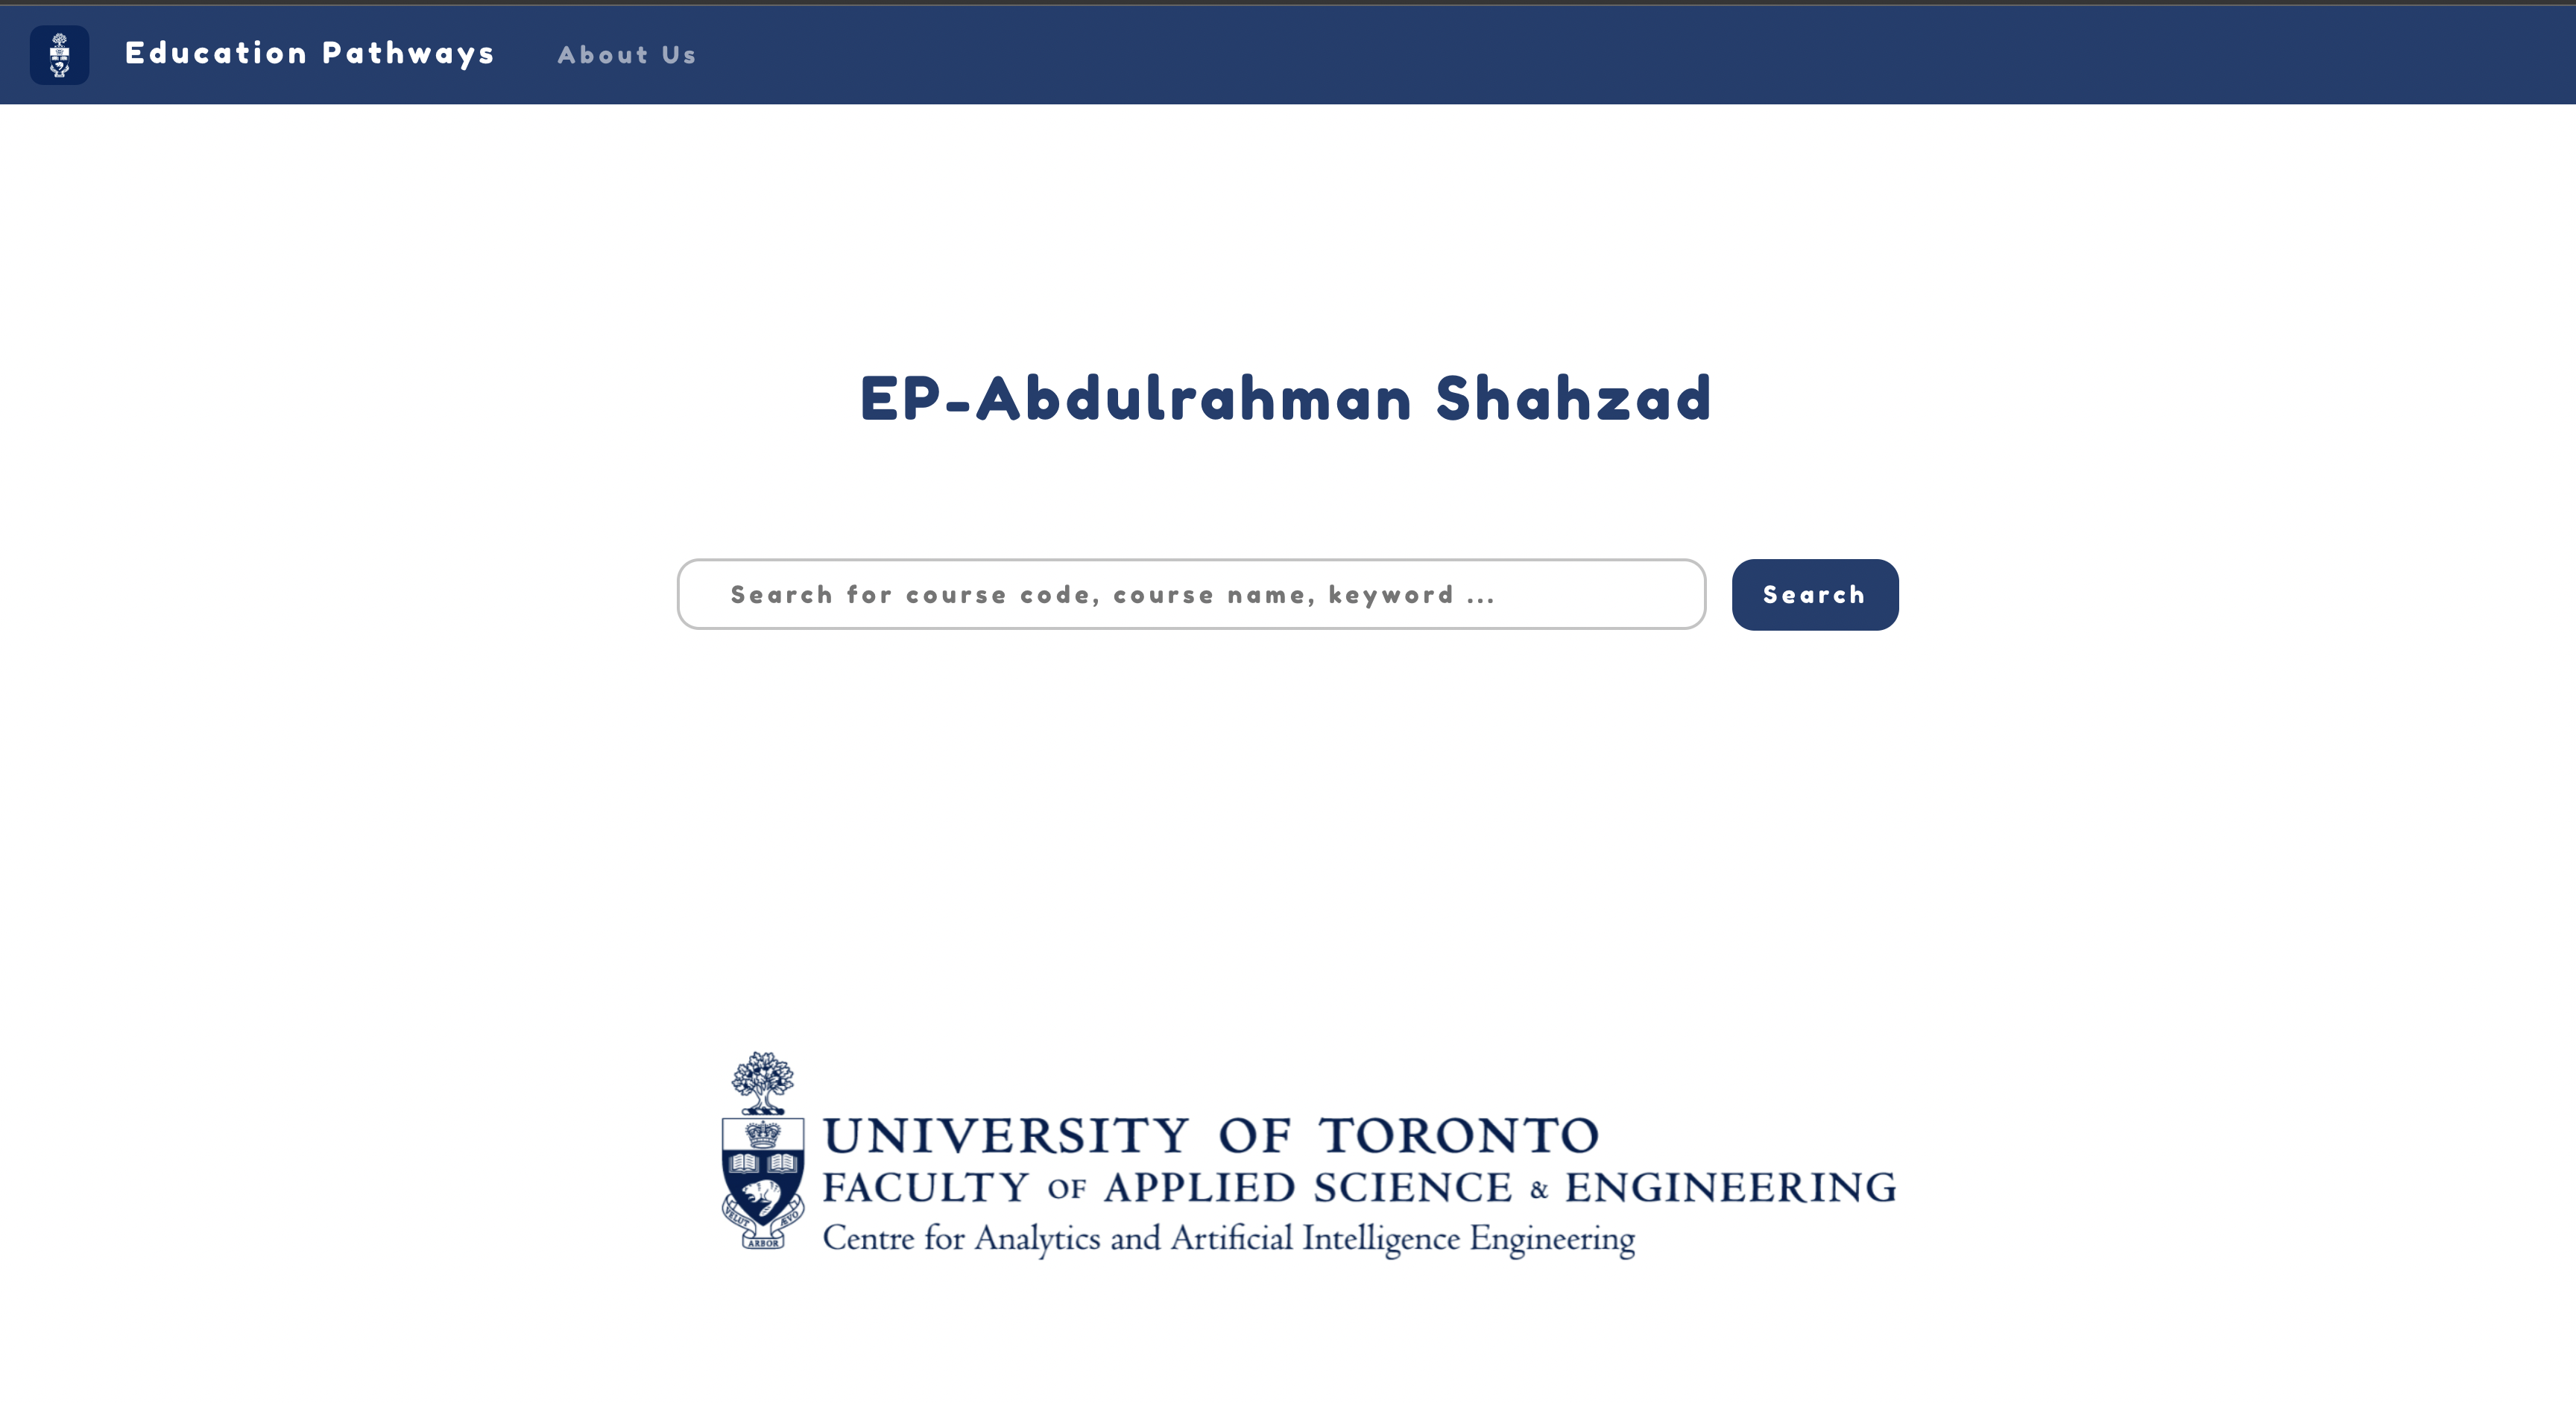 Education Pathways About Us
EP-Abdulrahman Shahzad
Search for course code, course name, keyword ... Search
UNIVERSITY OF TORONTO
FACULTY OF APPLIED SCIENCE & ENGINEERING
Centre for Analytics and Artificial Intelligence Engineering
VELUT ARBOR ÆVO